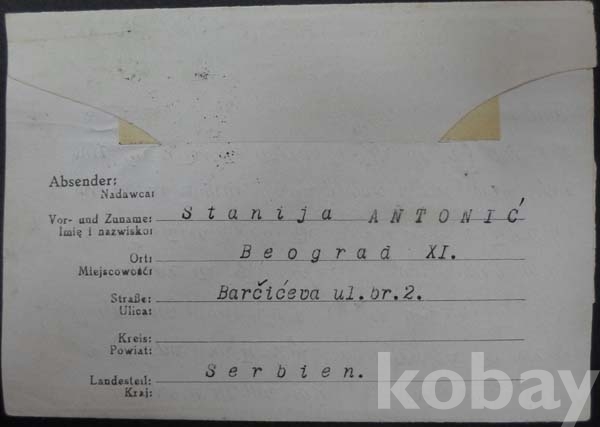 Absender:
Nadawca:
Vor- und Zuname: Stanija ANTONIĆ
Imię i nazwisko:
Ort: Beograd XI.
Miejscowość:
Straße: Barčićeva ul.br.2.
Ulica:
Kreis:
Powiat:
Landesteil: Serbien.
Kraj:
kobay